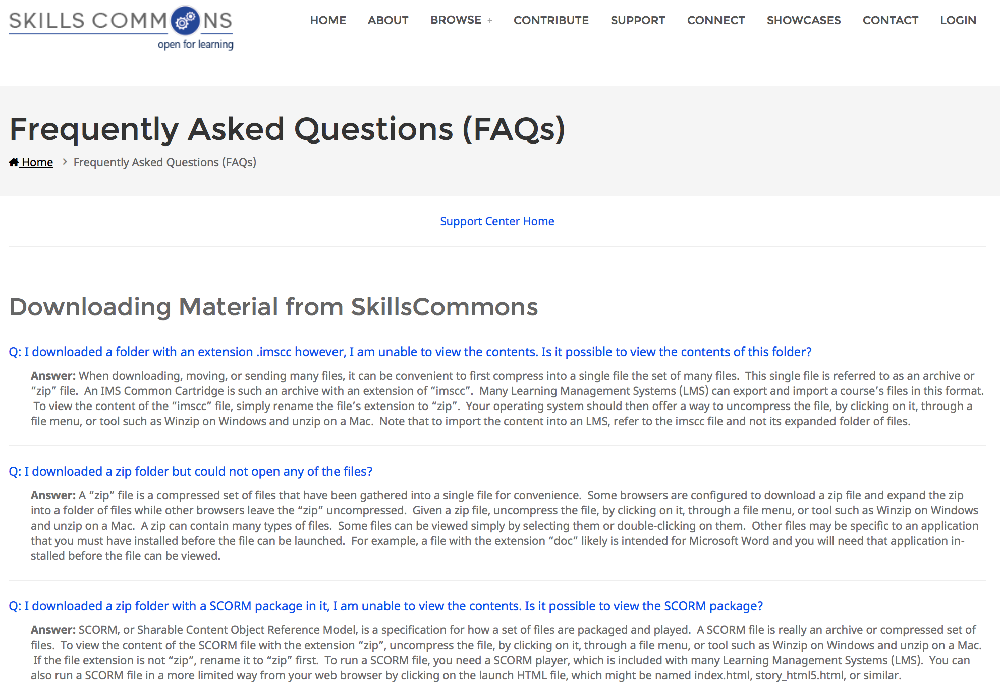 SKILLS COMMONS
open for learning
HOME ABOUT BROWSE + CONTRIBUTE SUPPORT CONNECT SHOWCASES CONTACT LOGIN
Frequently Asked Questions (FAQs)
Home > Frequently Asked Questions (FAQs)
Support Center Home
Downloading Material from SkillsCommons
Q: I downloaded a folder with an extension .imscc however, I am unable to view the contents. Is it possible to view the contents of this folder?
Answer: When downloading, moving, or sending many files, it can be convenient to first compress into a single file the set of many files.  This single file is referred to as an archive or
“zip” file.  An IMS Common Cartridge is such an archive with an extension of “imscc”.  Many Learning Management Systems (LMS) can export and import a course’s files in this format.
To view the content of the “imscc” file, simply rename the file’s extension to “zip”.  Your operating system should then offer a way to uncompress the file, by clicking on it, through a
file menu, or tool such as Winzip on Windows and unzip on a Mac.  Note that to import the content into an LMS, refer to the imscc file and not its expanded folder of files.
Q: I downloaded a zip folder but could not open any of the files?
Answer: A “zip” file is a compressed set of files that have been gathered into a single file for convenience.  Some browsers are configured to download a zip file and expand the zip
into a folder of files while other browsers leave the “zip” uncompressed.  Given a zip file, uncompress the file, by clicking on it, through a file menu, or tool such as Winzip on Windows
and unzip on a Mac.  A zip can contain many types of files.  Some files can be viewed simply by selecting them or double-clicking on them.  Other files may be specific to an application
that you must have installed before the file can be launched.  For example, a file with the extension “doc” likely is intended for Microsoft Word and you will need that application in-
stalled before the file can be viewed.
Q: I downloaded a zip folder with a SCORM package in it, I am unable to view the contents. Is it possible to view the SCORM package?
Answer: SCORM, or Sharable Content Object Reference Model, is a specification for how a set of files are packaged and played.  A SCORM file is really an archive or compressed set of
files.  To view the content of the SCORM file with the extension “zip”, uncompress the file, by clicking on it, through a file menu, or tool such as Winzip on Windows and unzip on a Mac.
If the file extension is not “zip”, rename it to “zip” first.  To run a SCORM file, you need a SCORM player, which is included with many Learning Management Systems (LMS).  You can
also run a SCORM file in a more limited way from your web browser by clicking on the launch HTML file, which might be named index.html, story_html5.html, or similar.